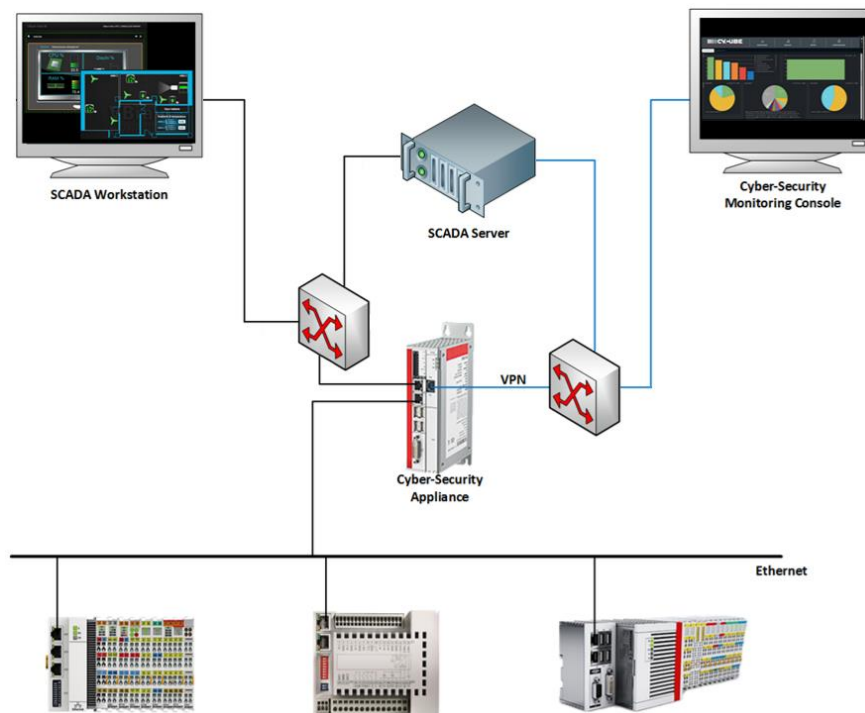 SCADA Workstation
SCADA Server
Cyber-Security
Monitoring Console
VPN
Cyber-Security
Appliance
Ethernet